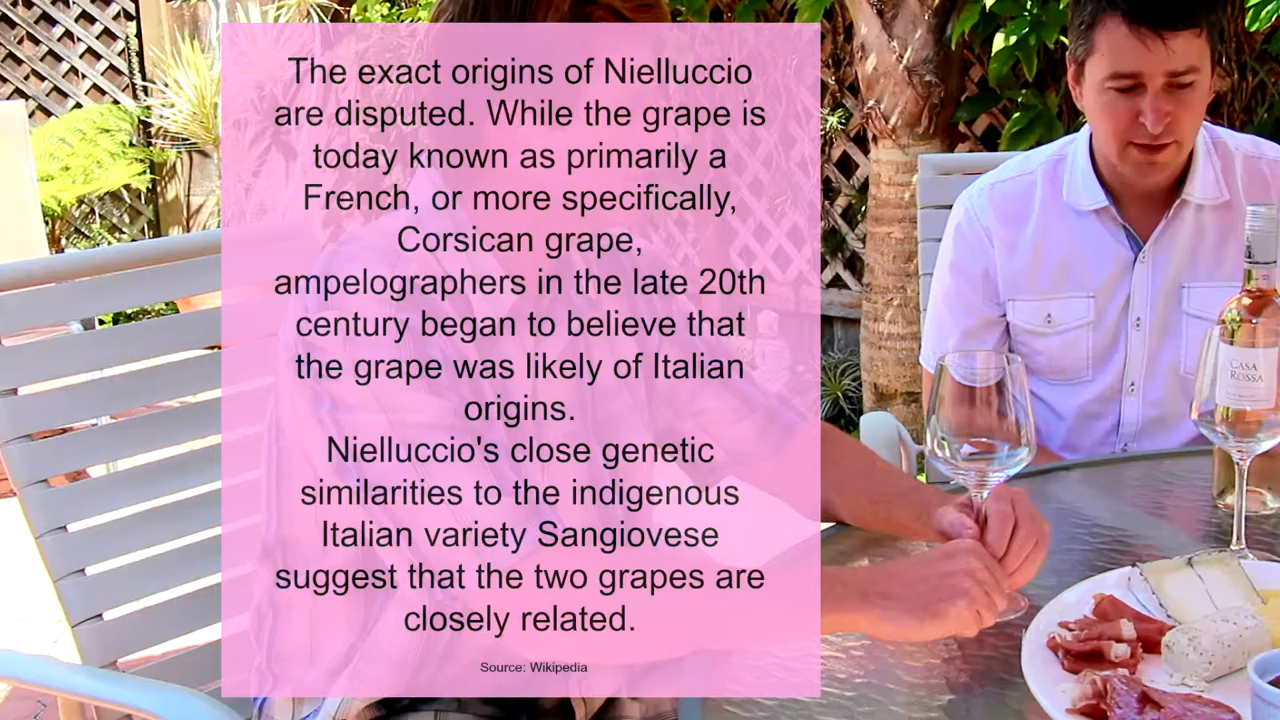 The exact origins of Nielluccio
are disputed. While the grape is
today known as primarily a
French, or more specifically,
Corsican grape,
ampelographers in the late 20th
century began to believe that
the grape was likely of Italian
origins.
Nielluccio's close genetic
similarities to the indigenous
Italian variety Sangiovese
suggest that the two grapes are
closely related.
Source: Wikipedia
CASA
ROSSA